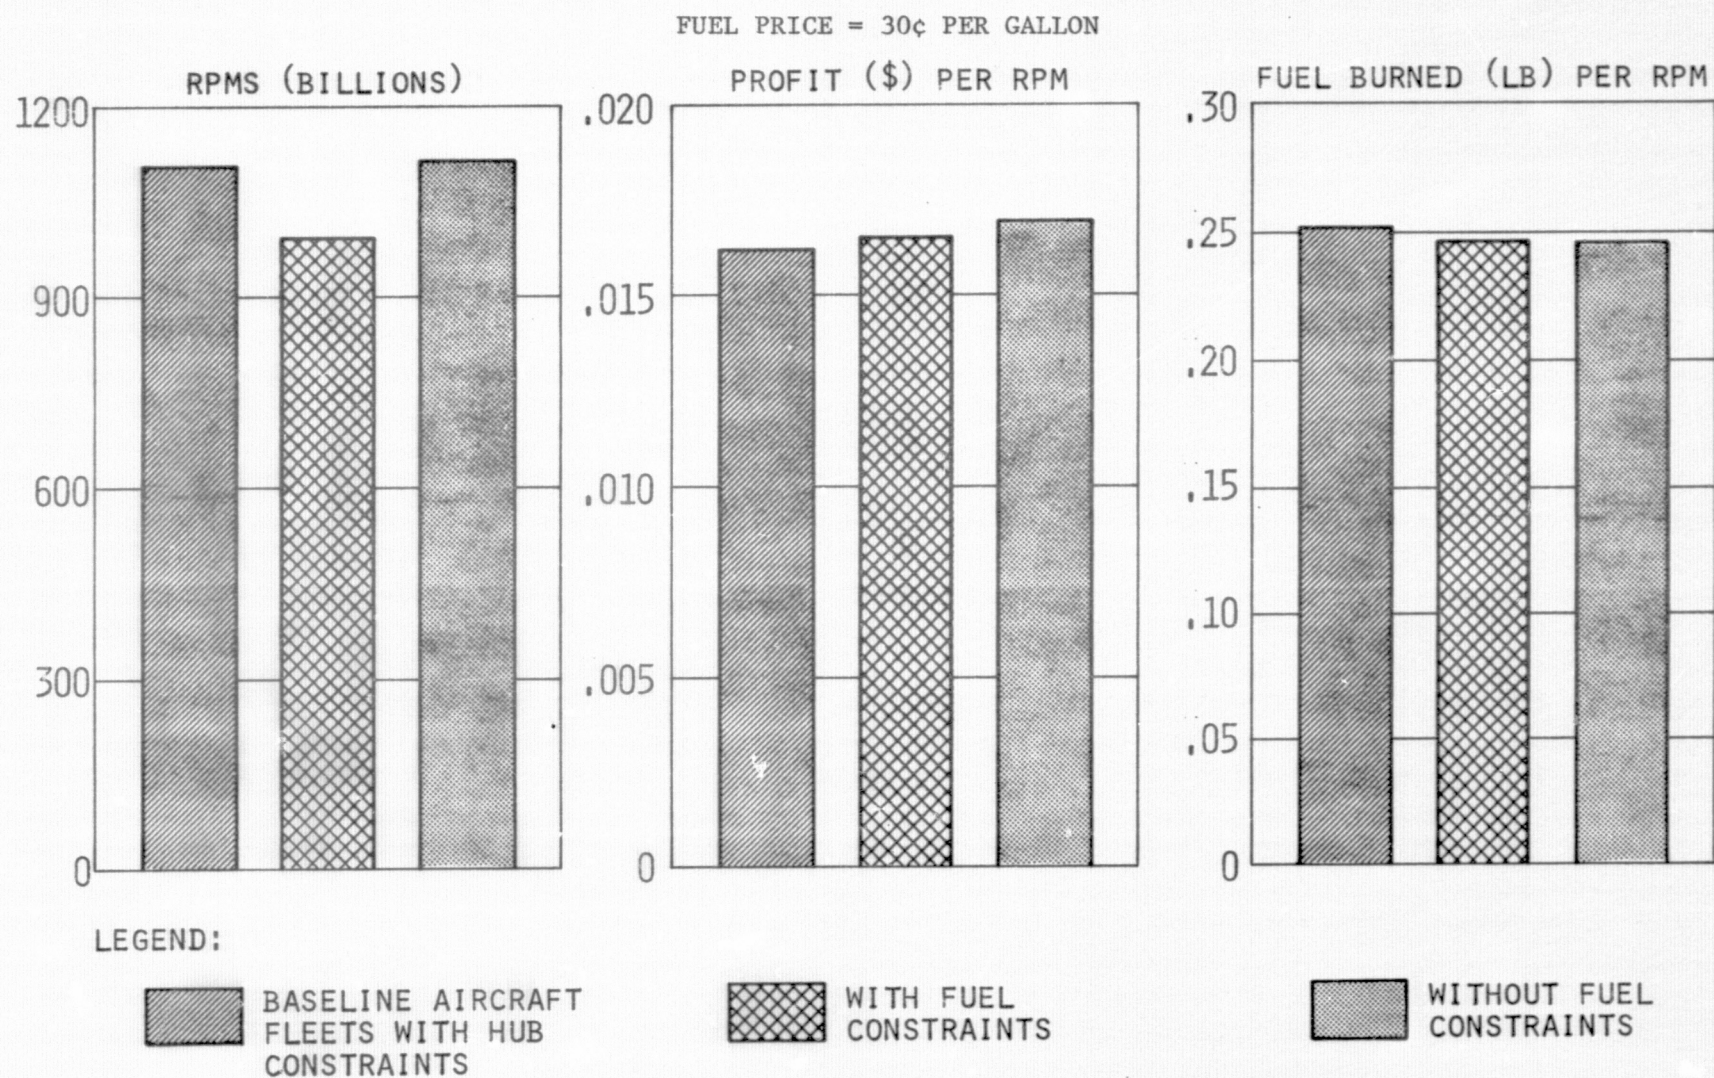 FUEL PRICE = 30¢ PER GALLON
RPMS (BILLIONS)
1200
900
600
300
0
PROFIT ($) PER RPM
.020
.015
.010
.005
0
FUEL BURNED (LB) PER RPM
.30
.25
.20
.15
.10
.05
0
LEGEND:
BASELINE AIRCRAFT
FLEETS WITH HUB
CONSTRAINTS
WITH FUEL
CONSTRAINTS
WITHOUT FUEL
CONSTRAINTS